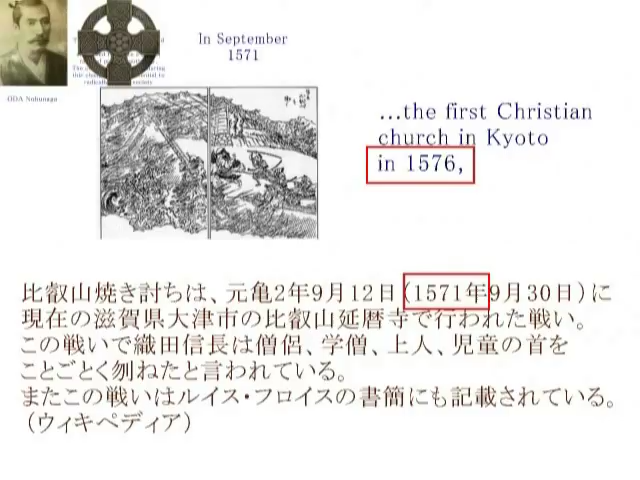 ODA Nobunaga
In September
1571
…the first Christian
church in Kyoto
in 1576,
比叡山焼き討ちは、元亀2年9月12日（1571年9月30日）に
現在の滋賀県大津市の比叡山延暦寺で行われた戦い。
この戦いで織田信長は僧侶、学僧、上人、児童の首を
ことごとく刎ねたと言われている。
またこの戦いはルイス・フロイスの書簡にも記載されている。
（ウィキペディア）